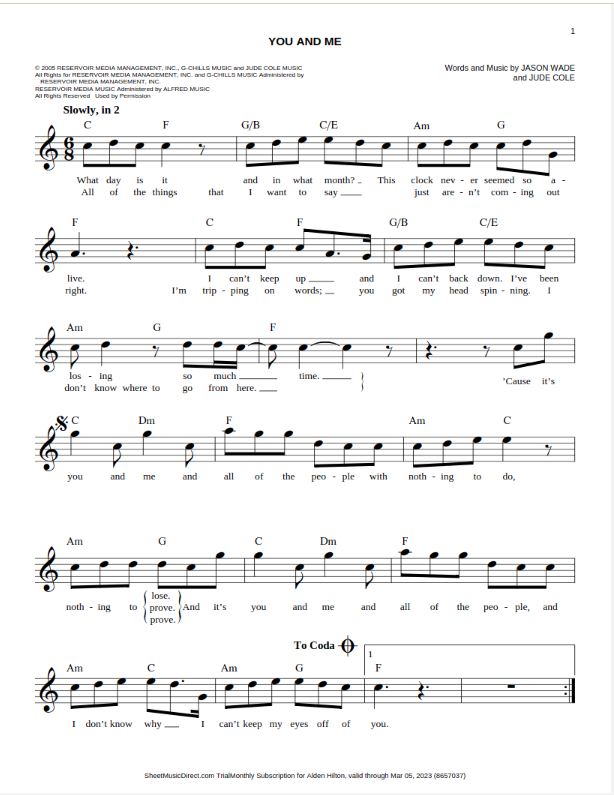 1
YOU AND ME
© 2005 RESERVOIR MEDIA MANAGEMENT, INC., G-CHILLS MUSIC and JUDE COLE MUSIC
All Rights for RESERVOIR MEDIA MANAGEMENT, INC. and G-CHILLS MUSIC Administered by
RESERVOIR MEDIA MANAGEMENT, INC.
RESERVOIR MEDIA MUSIC Administered by ALFRED MUSIC
All Rights Reserved Used by Permission
Words and Music by JASON WADE
and JUDE COLE
Slowly, in 2
C F G/B C/E Am G
6
8
What day is it and in what month? _ This clock nev - er seemed so a -
All of the things that I want to say ___ just are - n't com - ing out
F C F G/B C/E
live. I can't keep up ___ and I can't back down. I've been
right. I'm trip - ping on words; _ you got my head spin - ning. I
Am G F
los - ing so much ___ time. ___
don't know where to go from here. ___
'Cause it's
C Dm F Am C
you and me and all of the peo - ple with noth - ing to do,
Am G C Dm F
noth - ing to { lose. } And it's you and me and all of the peo - ple, and
prove.
prove.
To Coda
1
Am C Am G F
I don't know why ___ I can't keep my eyes off of you.
SheetMusicDirect.com TrialMonthly Subscription for Alden Hilton, valid through Mar 05, 2023 (8657037)